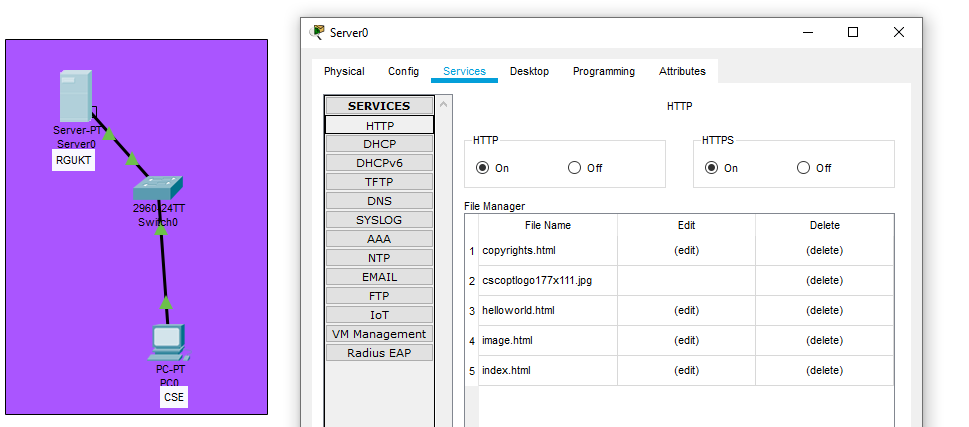 Server-PT
Server0
RGUKT
2960-24TT
Switch0
PC-PT
PC0
CSE
Server0
Physical Config Services Desktop Programming Attributes
SERVICES
HTTP
DHCP
DHCPv6
TFTP
DNS
SYSLOG
AAA
NTP
EMAIL
FTP
IoT
VM Management
Radius EAP
HTTP
HTTP
On Off
HTTPS
On Off
File Manager
File Name Edit Delete
1 copyrights.html (edit) (delete)
2 cscoptlogo177x111.jpg (delete)
3 helloworld.html (edit) (delete)
4 image.html (edit) (delete)
5 index.html (edit) (delete)